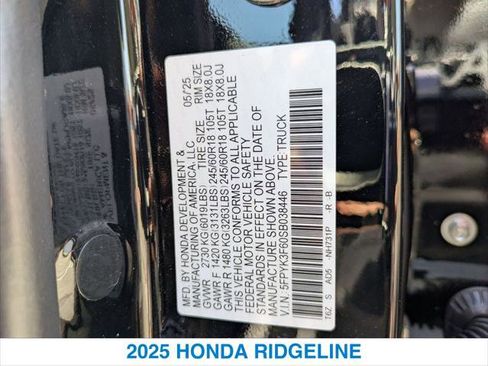 MFD BY HONDA DEVELOPMENT & 05/25
MANUFACTURING OF AMERICA, LLC.
GVWR 2730 KG(6019LBS) TIRE SIZE RIM SIZE
GAWR F 1420 KG(3131LBS)245/60R18 105T 18X8.0J
GAWR R 1480 KG(3263LBS)245/60R18 105T 18X8.0J
THIS VEHICLE CONFORMS TO ALL APPLICABLE
FEDERAL MOTOR VEHICLE SAFETY
STANDARDS IN EFFECT ON THE DATE OF
MANUFACTURE SHOWN ABOVE.
V.I.N. 5FPYK3F60SB038446 TYPE:TRUCK
T6Z S AD5 -NH731P -R -B
2025 HONDA RIDGELINE